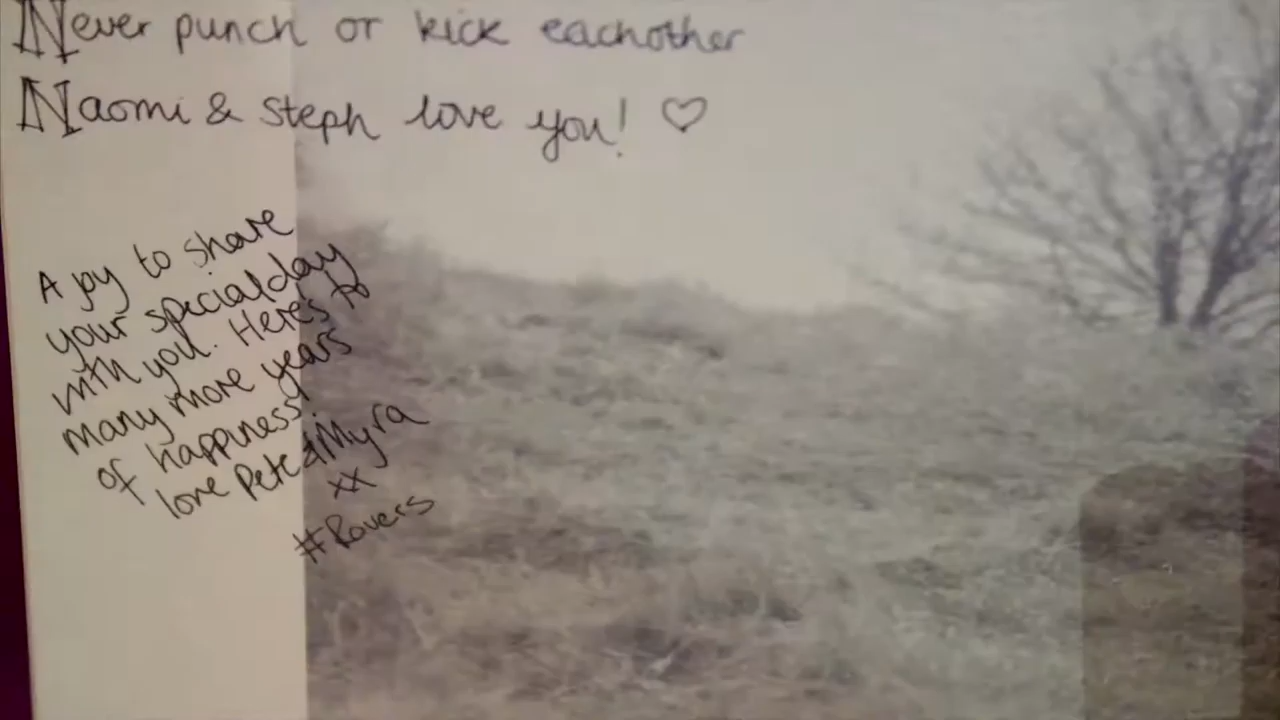 Never punch or kick eachother
Naomi & Steph love you! ♡
A joy to share
your special day
with you. Here's to
many more years
of happiness!
love Pete & Myra
xx
#Rovers